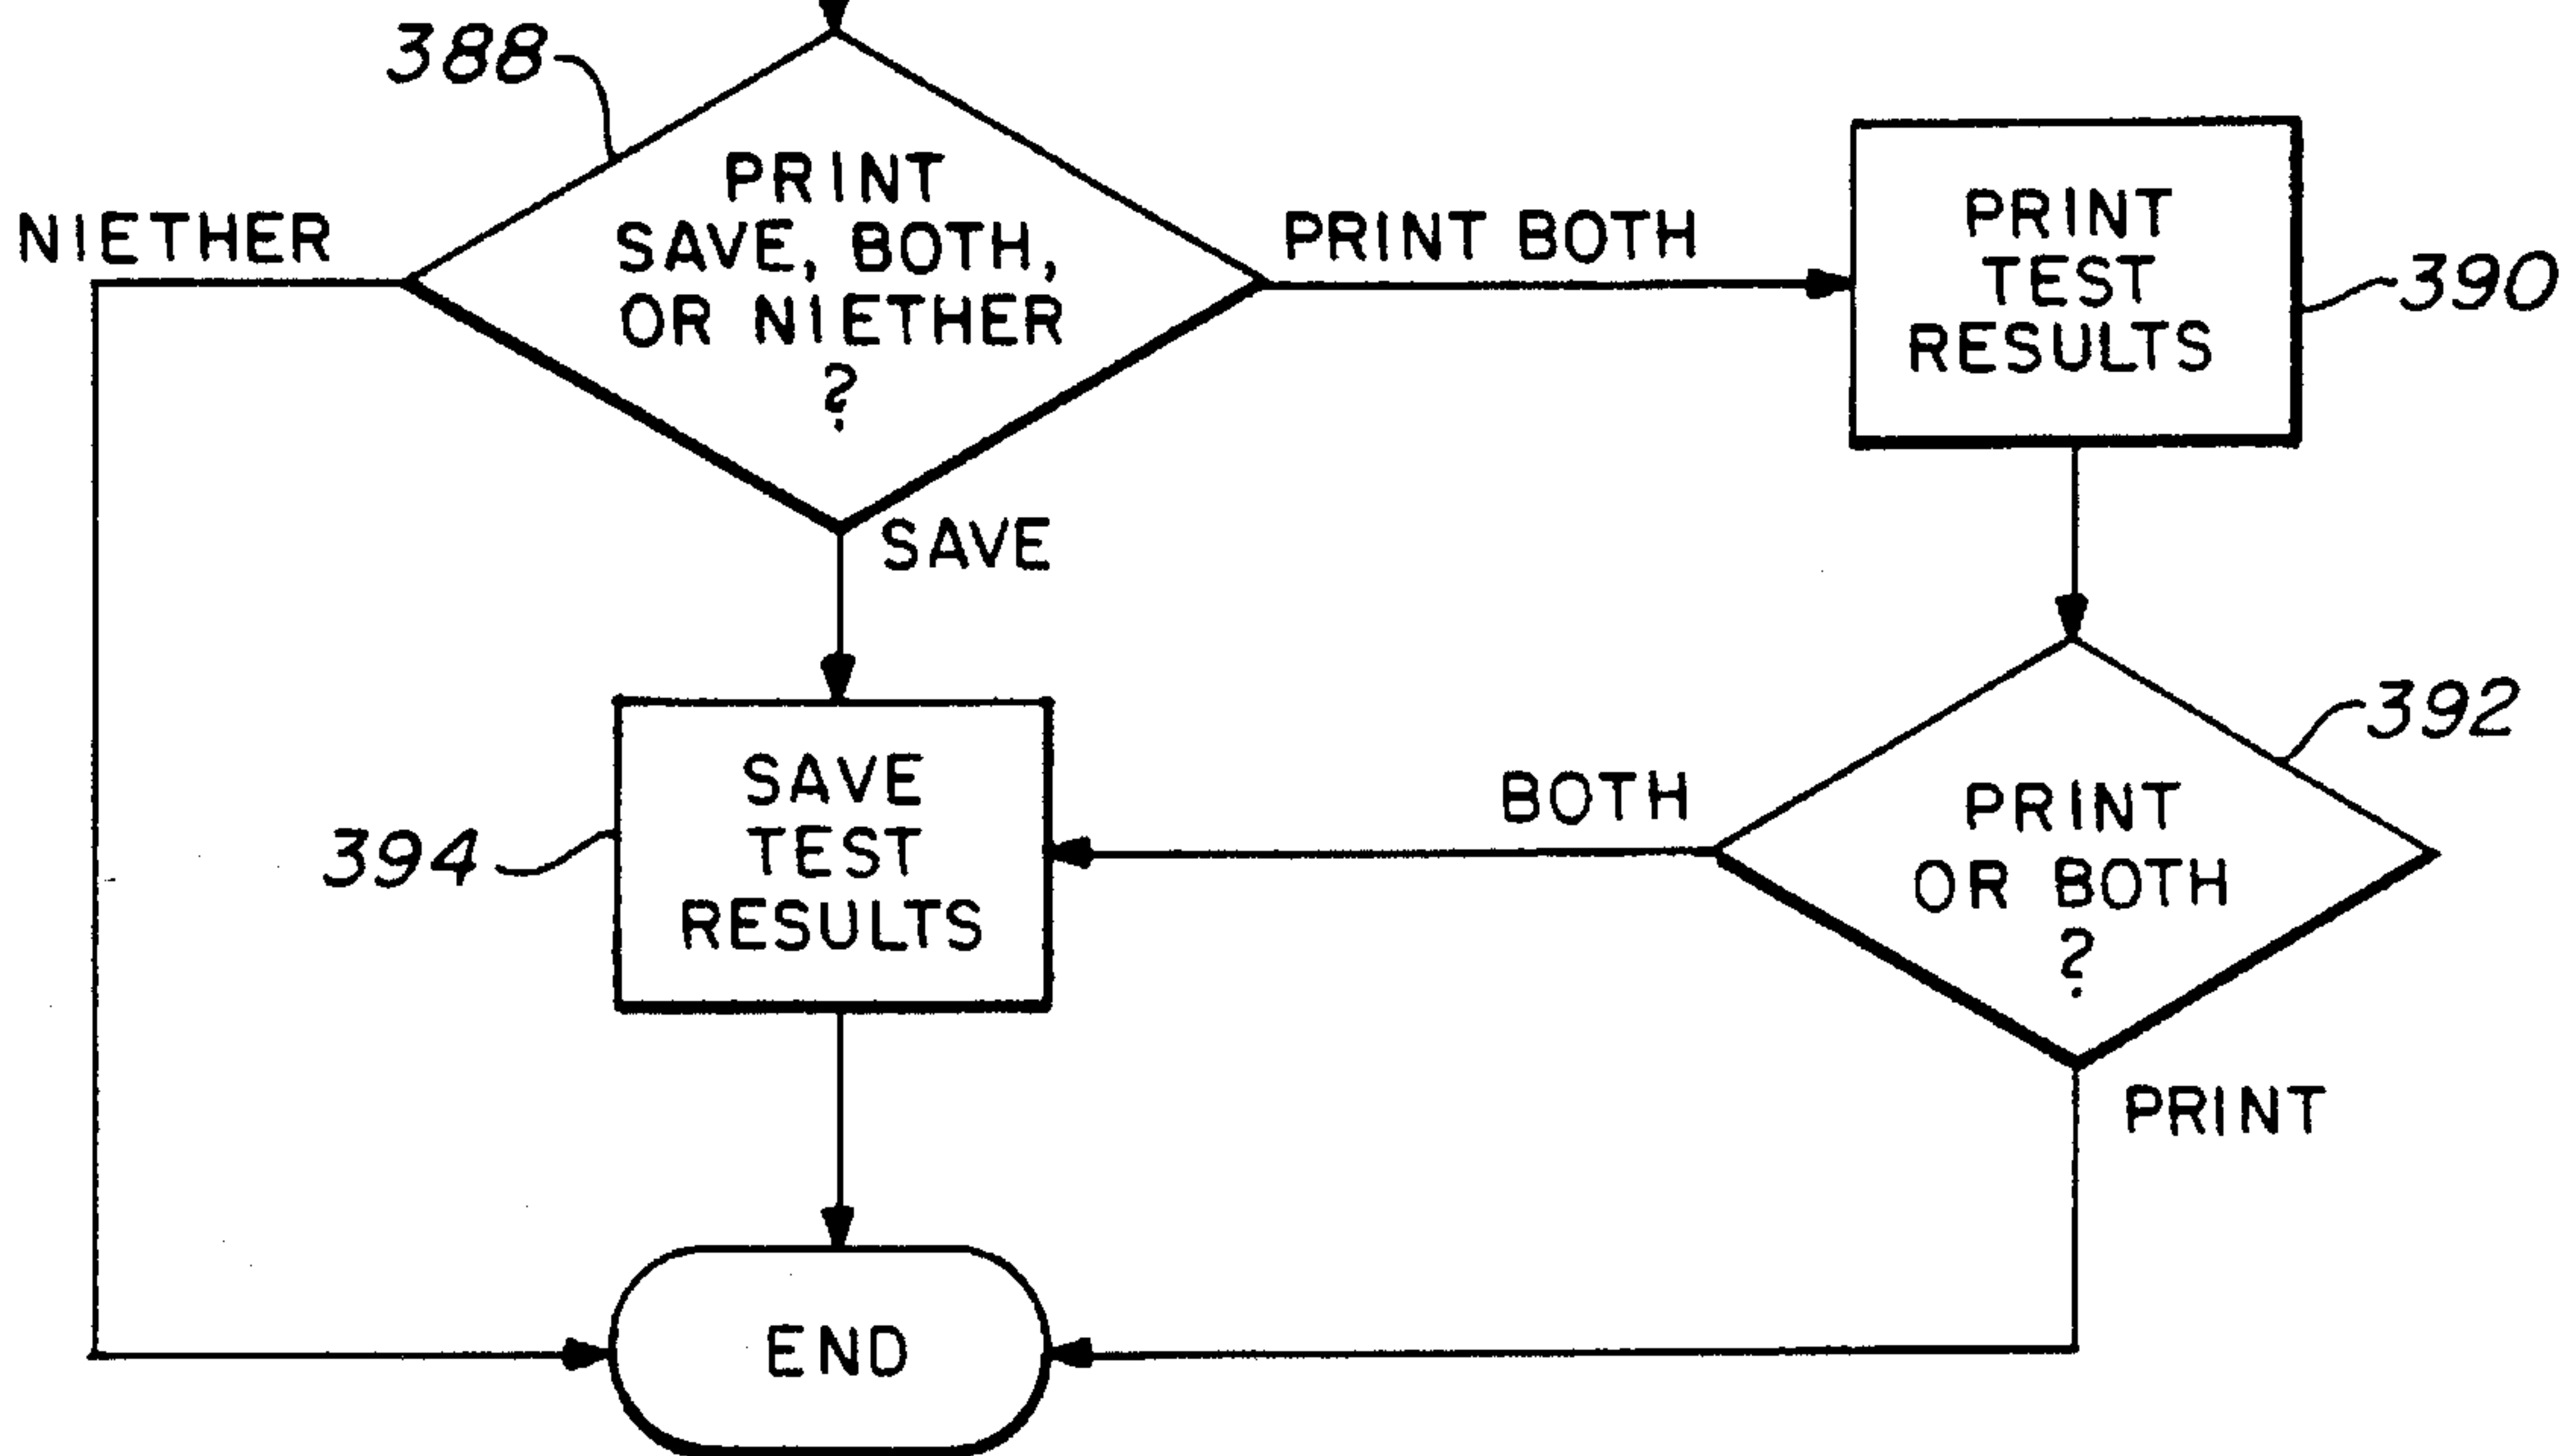 388
PRINT
SAVE, BOTH,
OR NIETHER
?
NIETHER
PRINT BOTH
PRINT
TEST
RESULTS
390
SAVE
392
SAVE
TEST
RESULTS
394
BOTH
PRINT
OR BOTH
?
PRINT
END